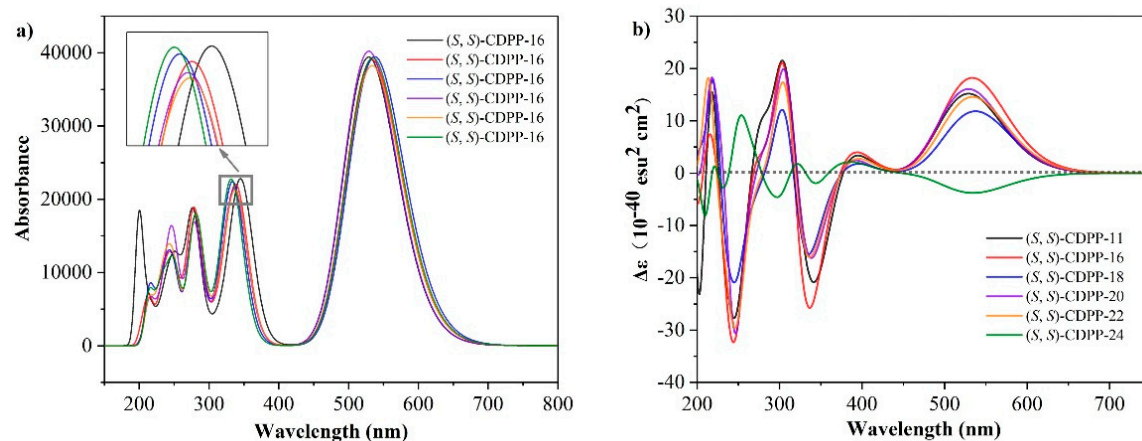 a)
Absorbance
40000
30000
20000
10000
0
200 300 400 500 600 700 800
Wavelength (nm)
(S, S)-CDPP-16
(S, S)-CDPP-16
(S, S)-CDPP-16
(S, S)-CDPP-16
(S, S)-CDPP-16
(S, S)-CDPP-16
b)
Δε (10⁻⁴⁰ esu² cm²)
30
20
10
0
-10
-20
-30
-40
200 300 400 500 600 700
Wavelength (nm)
(S, S)-CDPP-11
(S, S)-CDPP-16
(S, S)-CDPP-18
(S, S)-CDPP-20
(S, S)-CDPP-22
(S, S)-CDPP-24